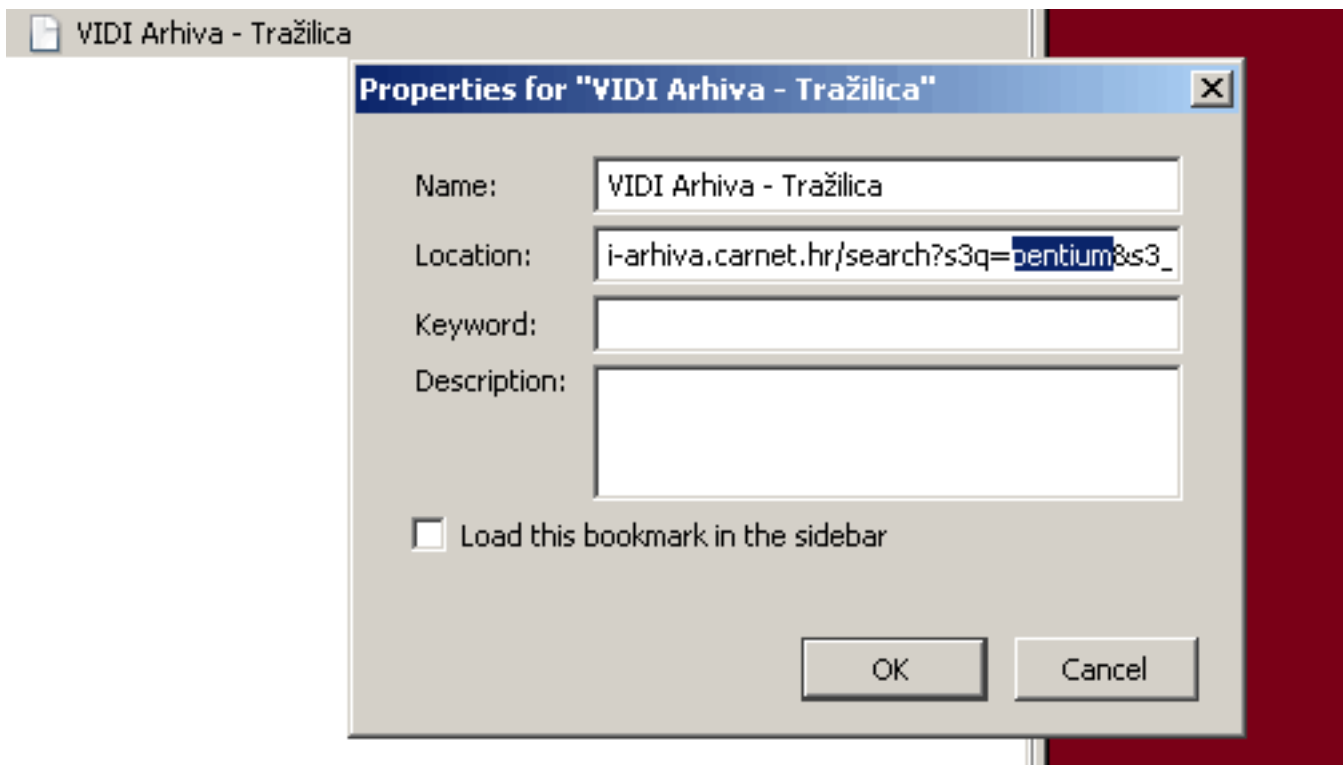 VIDI Arhiva - Tražilica
Properties for "VIDI Arhiva - Tražilica"
Name: VIDI Arhiva - Tražilica
Location: i-arhiva.carnet.hr/search?s3q=pentium&s3_
Keyword:
Description:
Load this bookmark in the sidebar
OK Cancel